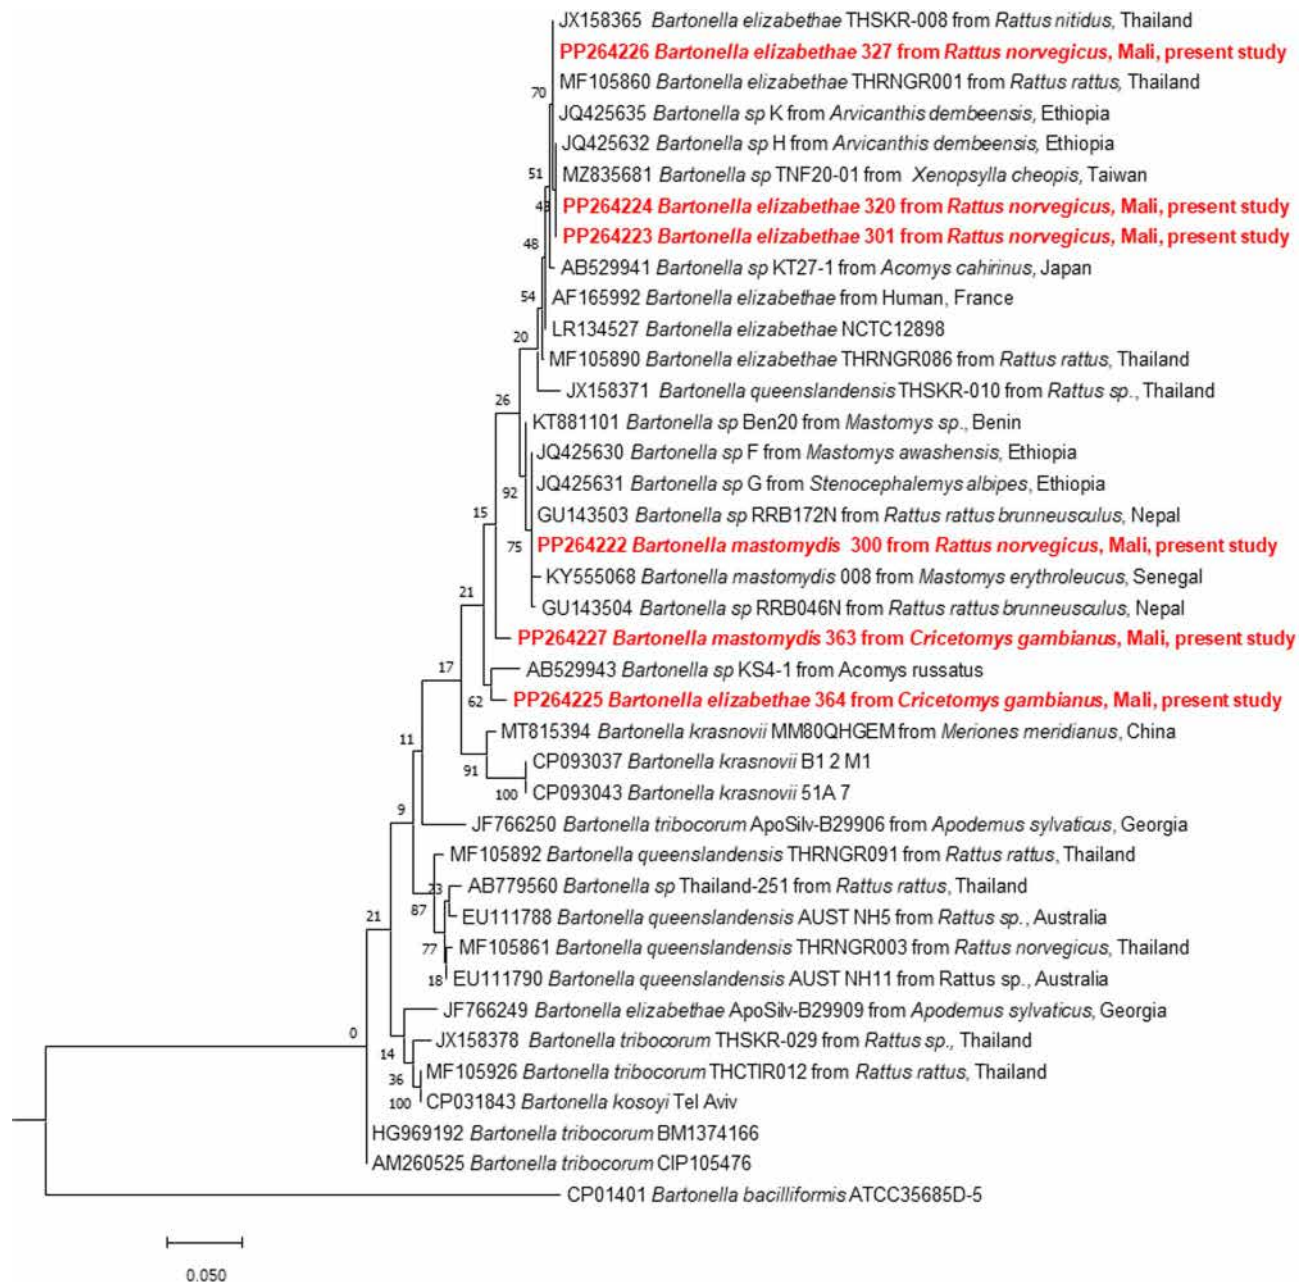 JX158365 Bartonella elizabethae THSKR-008 from Rattus nitidus, Thailand
PP264226 Bartonella elizabethae 327 from Rattus norvegicus, Mali, present study
MF105860 Bartonella elizabethae THRNGR001 from Rattus rattus, Thailand
70
JQ425635 Bartonella sp K from Arvicanthis dembeensis, Ethiopia
JQ425632 Bartonella sp H from Arvicanthis dembeensis, Ethiopia
51
MZ835681 Bartonella sp TNF20-01 from Xenopsylla cheopis, Taiwan
PP264224 Bartonella elizabethae 320 from Rattus norvegicus, Mali, present study
PP264223 Bartonella elizabethae 301 from Rattus norvegicus, Mali, present study
48
AB529941 Bartonella sp KT27-1 from Acomys cahirinus, Japan
54
AF165992 Bartonella elizabethae from Human, France
LR134527 Bartonella elizabethae NCTC12898
20
MF105890 Bartonella elizabethae THRNGR086 from Rattus rattus, Thailand
JX158371 Bartonella queenslandensis THSKR-010 from Rattus sp., Thailand
26
KT881101 Bartonella sp Ben20 from Mastomys sp., Benin
JQ425630 Bartonella sp F from Mastomys awashensis, Ethiopia
JQ425631 Bartonella sp G from Stenocephalemys albipes, Ethiopia
92
15
GU143503 Bartonella sp RRB172N from Rattus rattus brunneusculus, Nepal
75
PP264222 Bartonella mastomydis 300 from Rattus norvegicus, Mali, present study
KY555068 Bartonella mastomydis 008 from Mastomys erythroleucus, Senegal
21
GU143504 Bartonella sp RRB046N from Rattus rattus brunneusculus, Nepal
PP264227 Bartonella mastomydis 363 from Cricetomys gambianus, Mali, present study
17
AB529943 Bartonella sp KS4-1 from Acomys russatus
62
PP264225 Bartonella elizabethae 364 from Cricetomys gambianus, Mali, present study
MT815394 Bartonella krasnovii MM80QHGEM from Meriones meridianus, China
11
CP093037 Bartonella krasnovii B1 2 M1
91
100
CP093043 Bartonella krasnovii 51A 7
9
JF766250 Bartonella tribocorum ApoSilv-B29906 from Apodemus sylvaticus, Georgia
MF105892 Bartonella queenslandensis THRNGR091 from Rattus rattus, Thailand
AB779560 Bartonella sp Thailand-251 from Rattus rattus, Thailand
87
21
EU111788 Bartonella queenslandensis AUST NH5 from Rattus sp., Australia
77
MF105861 Bartonella queenslandensis THRNGR003 from Rattus norvegicus, Thailand
18
EU111790 Bartonella queenslandensis AUST NH11 from Rattus sp., Australia
JF766249 Bartonella elizabethae ApoSilv-B29909 from Apodemus sylvaticus, Georgia
0
JX158378 Bartonella tribocorum THSKR-029 from Rattus sp., Thailand
14
36
MF105926 Bartonella tribocorum THCTIR012 from Rattus rattus, Thailand
100
CP031843 Bartonella kosoyi Tel Aviv
HG969192 Bartonella tribocorum BM1374166
AM260525 Bartonella tribocorum CIP105476
CP01401 Bartonella bacilliformis ATCC35685D-5
0.050